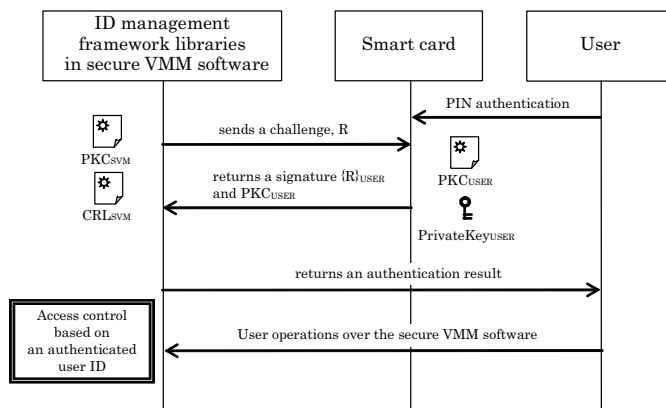 ID management
framework libraries
in secure VMM software
Smart card
User
PIN authentication
sends a challenge, R
PKCSVM
PKCUSER
returns a signature {R}USER
and PKCUSER
CRLSVM
PrivateKeyUSER
returns an authentication result
Access control
based on
an authenticated
user ID
User operations over the secure VMM software